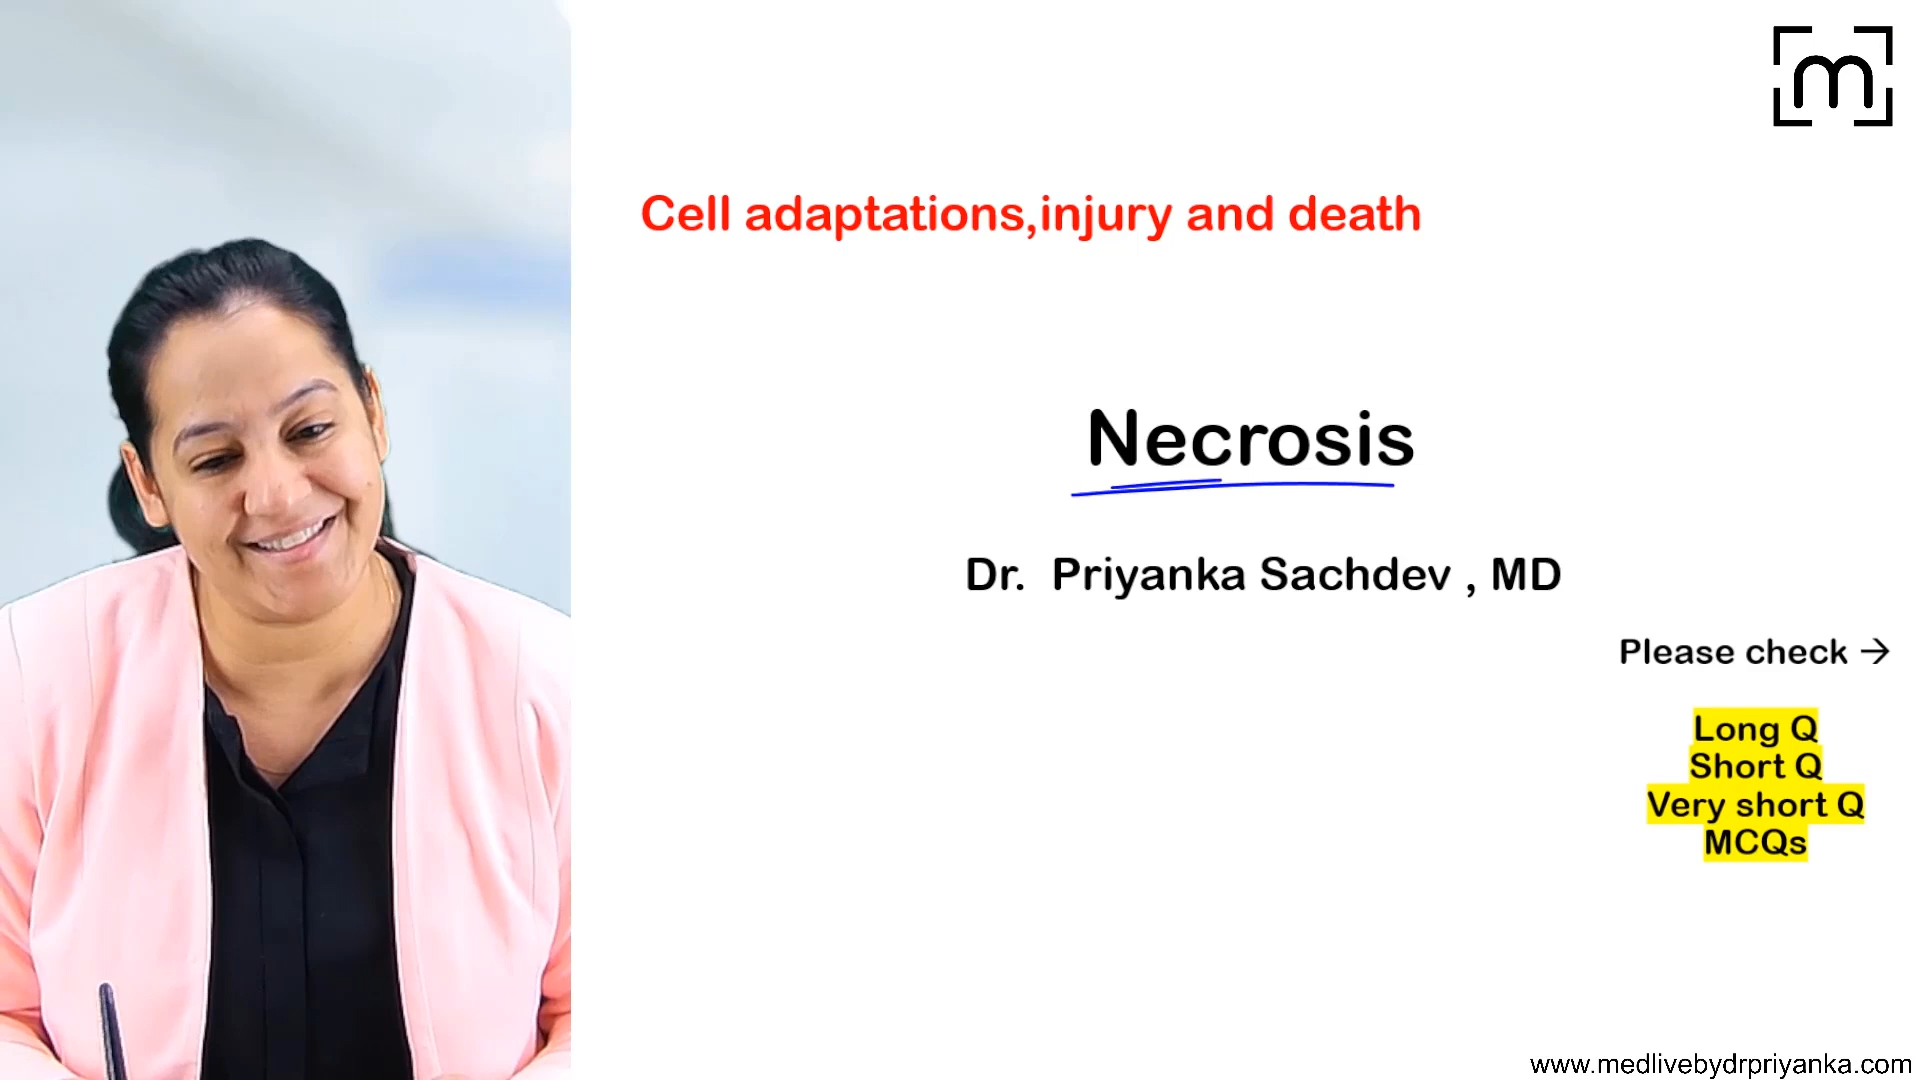 m
Cell adaptations,injury and death
Necrosis
Dr. Priyanka Sachdev , MD
Please check →
Long Q
Short Q
Very short Q
MCQs
www.medlivebydrpriyanka.com